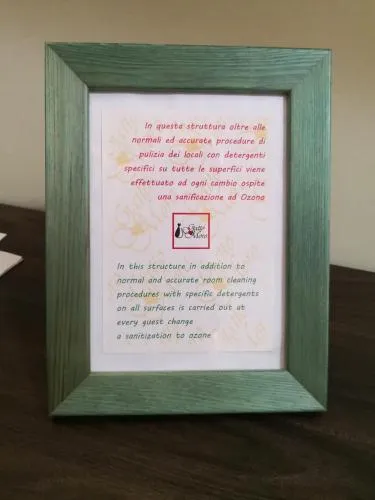 In questa struttura oltre alle
normali ed accurate procedure di
pulizia dei locali con detergenti
specifici su tutte le superfici viene
effettuato ad ogni cambio ospite
una sanificazione ad Ozono
Gatto
Moro
In this structure in addition to
normal and accurate room cleaning
procedures with specific detergents
on all surfaces is carried out at
every guest change
a sanitization to ozone